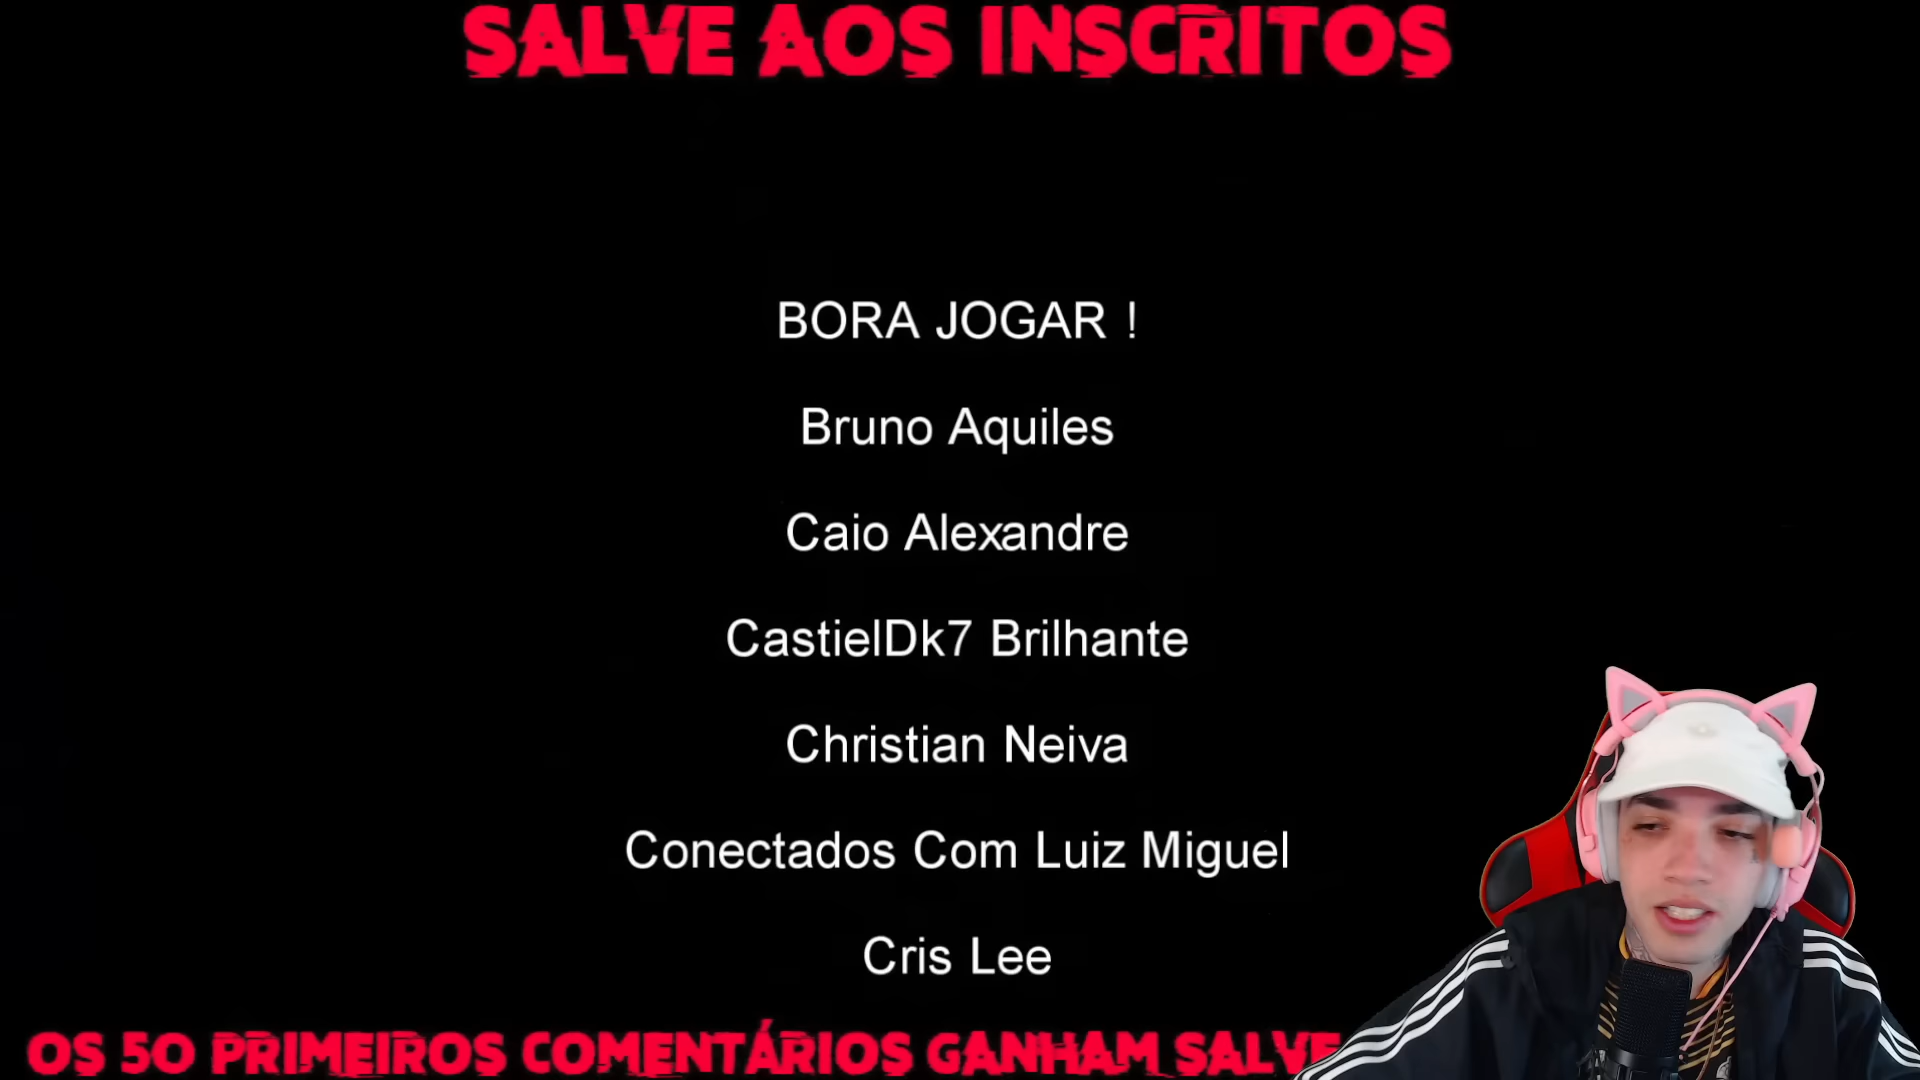 SALVE AOS INSCRITOS
BORA JOGAR !
Bruno Aquiles
Caio Alexandre
CastielDk7 Brilhante
Christian Neiva
Conectados Com Luiz Miguel
Cris Lee
OS 50 PRIMEIROS COMENTÁRIOS GANHAM SALVE